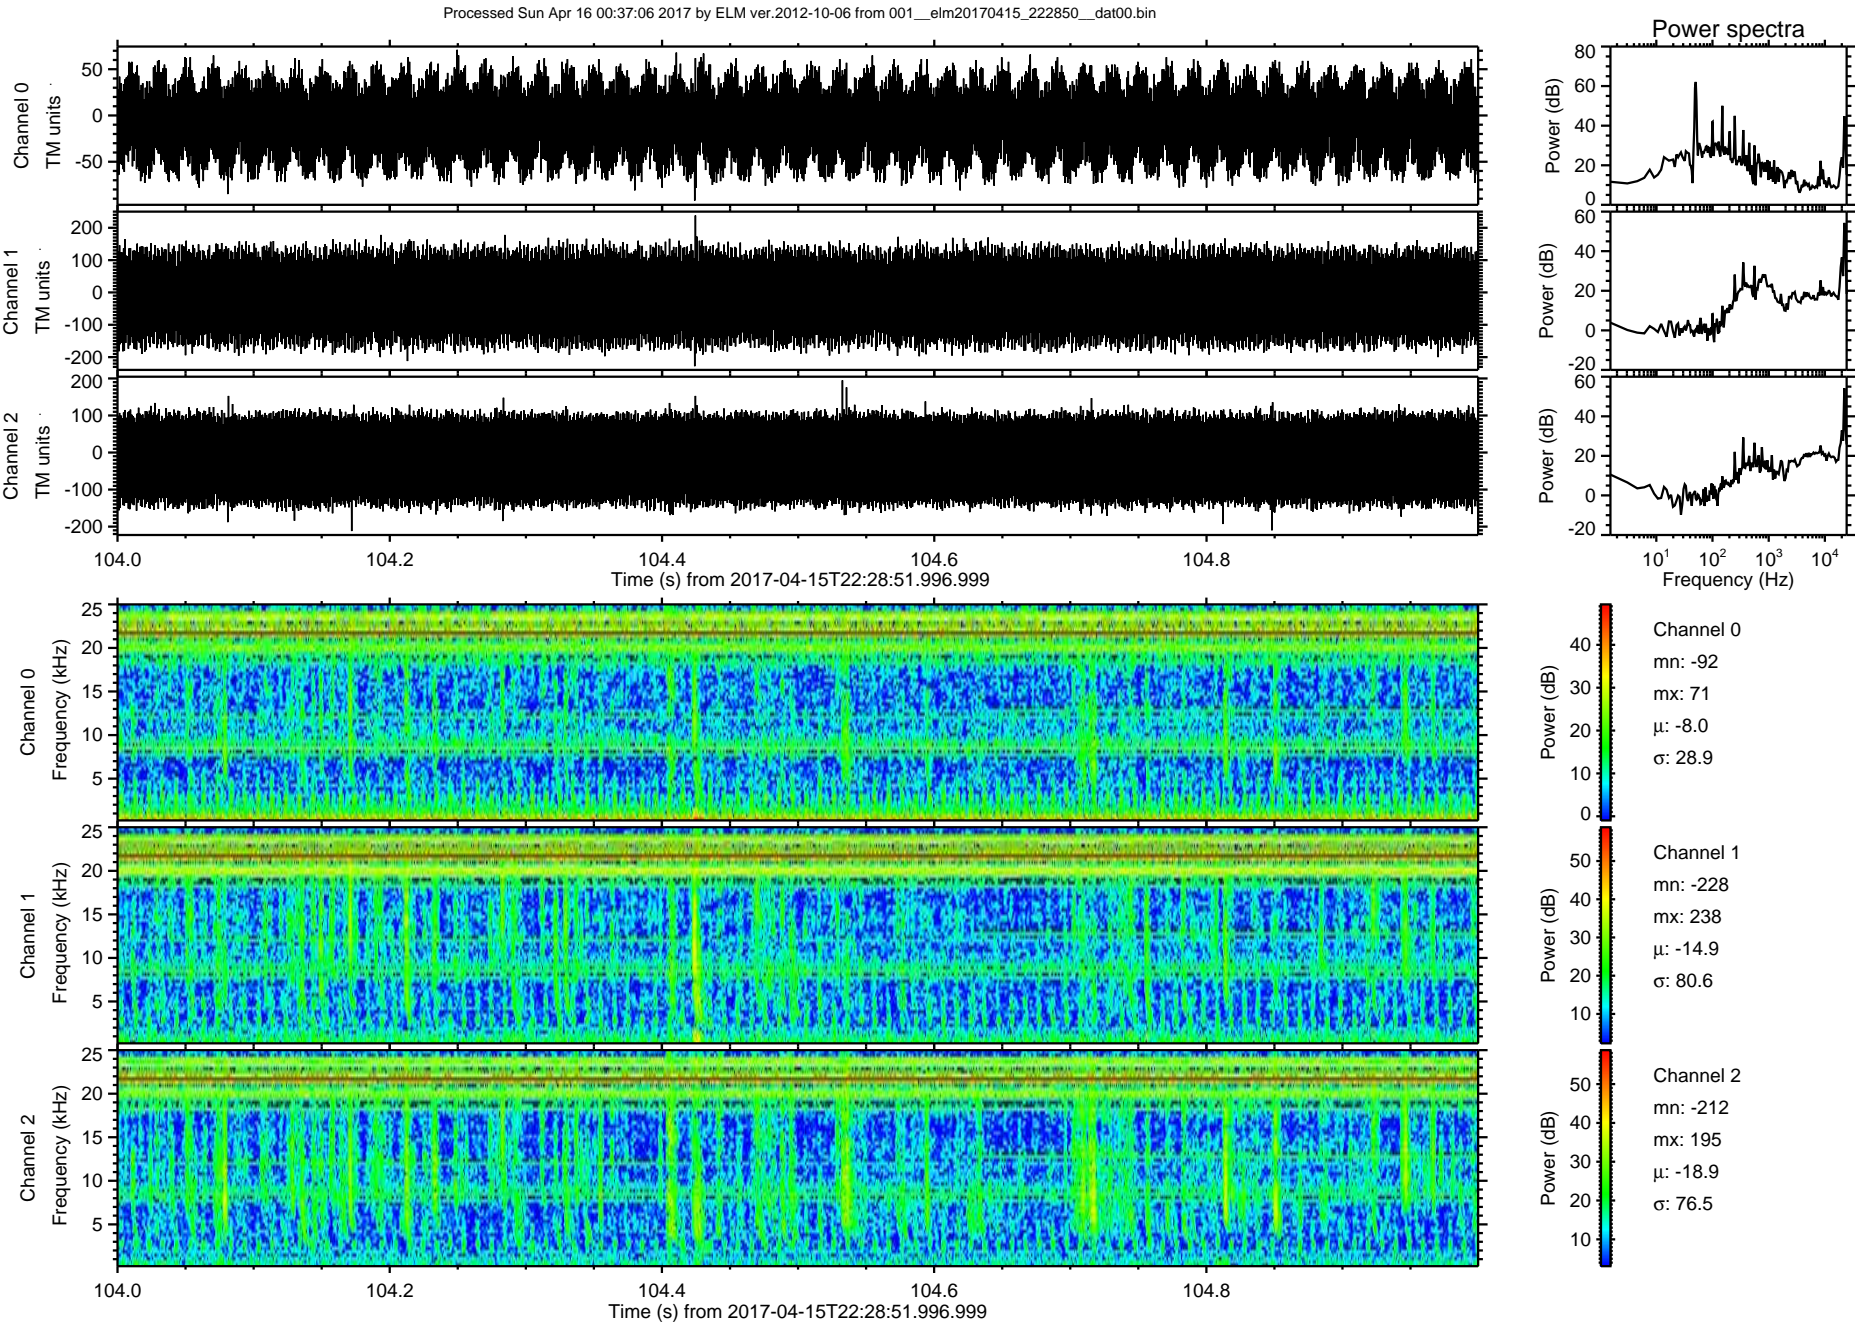 Processed Sun Apr 16 00:37:06 2017 by ELM ver.2012-10-06 from 001__elm20170415_222850__dat00.bin
Power spectra
Channel 0
TM units
50
0
-50
Power (dB)
80
60
40
20
0
Channel 1
TM units
200
100
0
-100
-200
Power (dB)
60
40
20
0
-20
Channel 2
TM units
200
100
0
-100
-200
Power (dB)
60
40
20
0
-20
104.0 104.2 104.4 104.6 104.8
Time (s) from 2017-04-15T22:28:51.996.999
10^1 10^2 10^3 10^4
Frequency (Hz)
Channel 0
Frequency (kHz)
25
20
15
10
5
Power (dB)
40
30
20
10
0
Channel 0
mn: -92
mx: 71
µ: -8.0
σ: 28.9
Channel 1
Frequency (kHz)
25
20
15
10
5
Power (dB)
50
40
30
20
10
Channel 1
mn: -228
mx: 238
µ: -14.9
σ: 80.6
Channel 2
Frequency (kHz)
25
20
15
10
5
Power (dB)
50
40
30
20
10
Channel 2
mn: -212
mx: 195
µ: -18.9
σ: 76.5
104.0 104.2 104.4 104.6 104.8
Time (s) from 2017-04-15T22:28:51.996.999